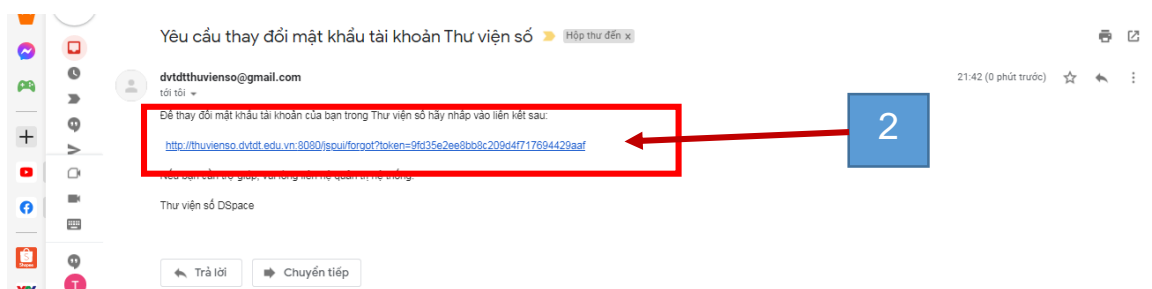 Yêu cầu thay đổi mật khẩu tài khoản Thư viện số Hộp thư đến x
dvtdtthuvienso@gmail.com
21:42 (0 phút trước)
tới tôi
Để thay đổi mật khẩu tài khoản của bạn trong Thư viện số hãy nhấp vào liên kết sau:
2
http://thuvienso.dvtdt.edu.vn:8080/jspui/forgot?token=9fd35e2ee8bb8c209d4f717694429aaf
Nếu bạn cần trợ giúp, vui lòng liên hệ quản trị hệ thống.
Thư viện số DSpace
Trả lời
Chuyển tiếp
T